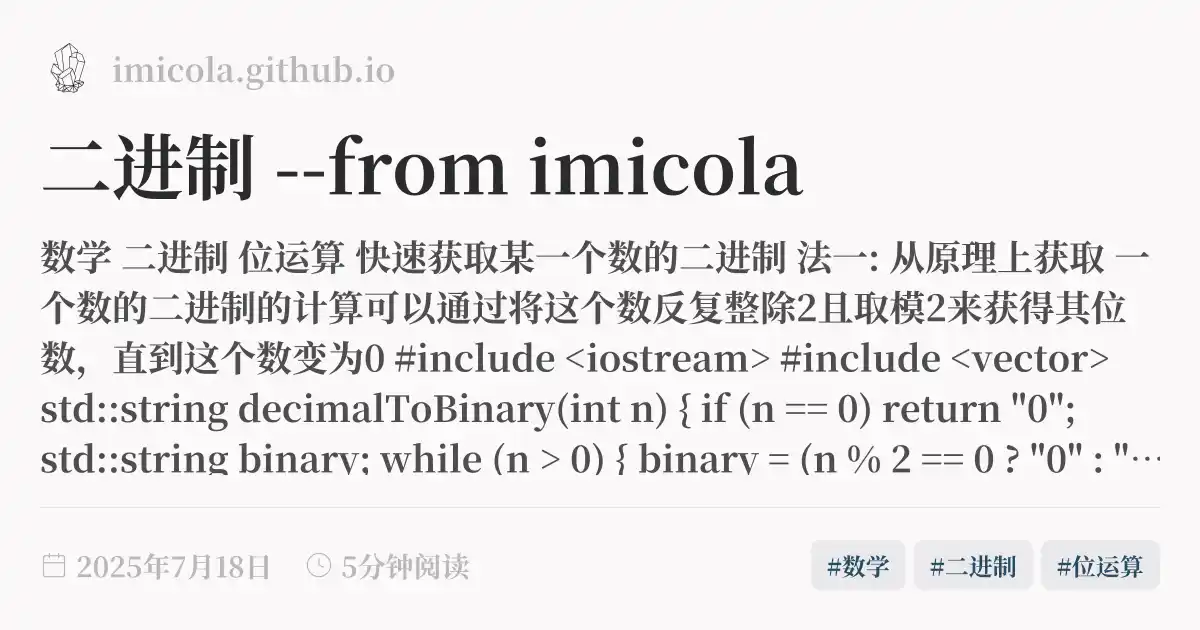 imicola.github.io
二进制 --from imicola
数学 二进制 位运算 快速获取某一个数的二进制 法一: 从原理上获取 一
个数的二进制的计算可以通过将这个数反复整除2且取模2来获得其位
数，直到这个数变为0 #include <iostream> #include <vector>
std::string decimalToBinary(int n) { if (n == 0) return "0";
std::string binary; while (n > 0) { binary = (n % 2 == 0 ? "0" : "…
2025年7月18日 5分钟阅读 #数学 #二进制 #位运算